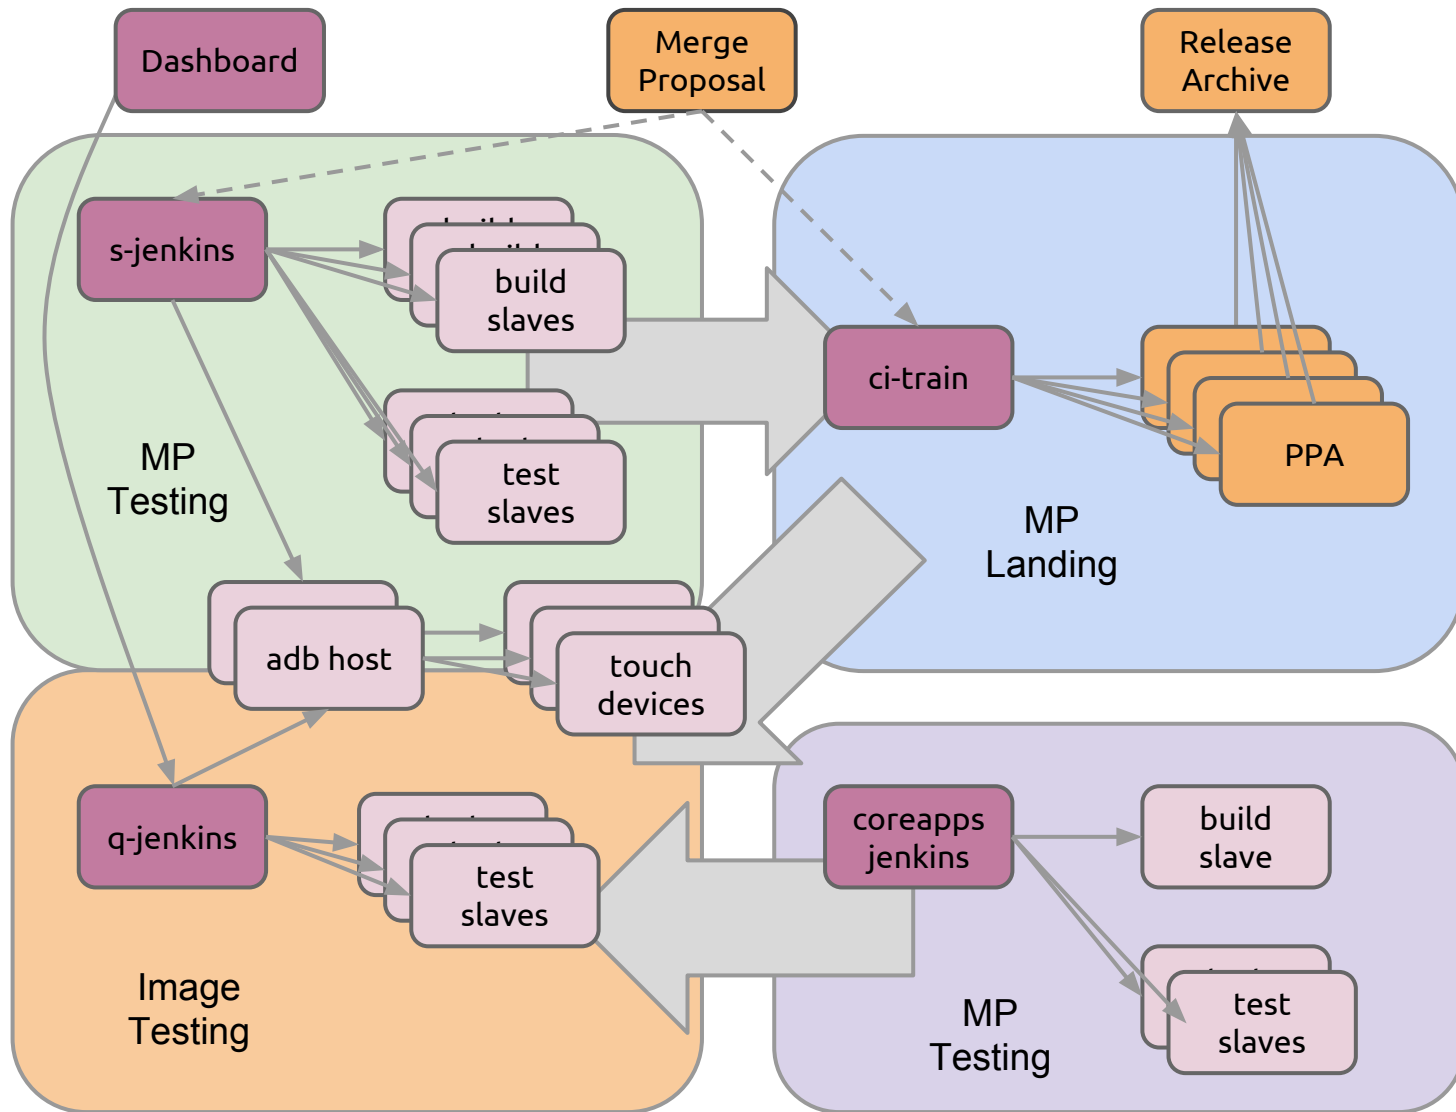 Dashboard
Merge
Proposal
Release
Archive
s-jenkins
build
slaves
test
slaves
MP
Testing
ci-train
PPA
MP
Landing
adb host
touch
devices
q-jenkins
test
slaves
Image
Testing
coreapps
jenkins
build
slave
test
slaves
MP
Testing